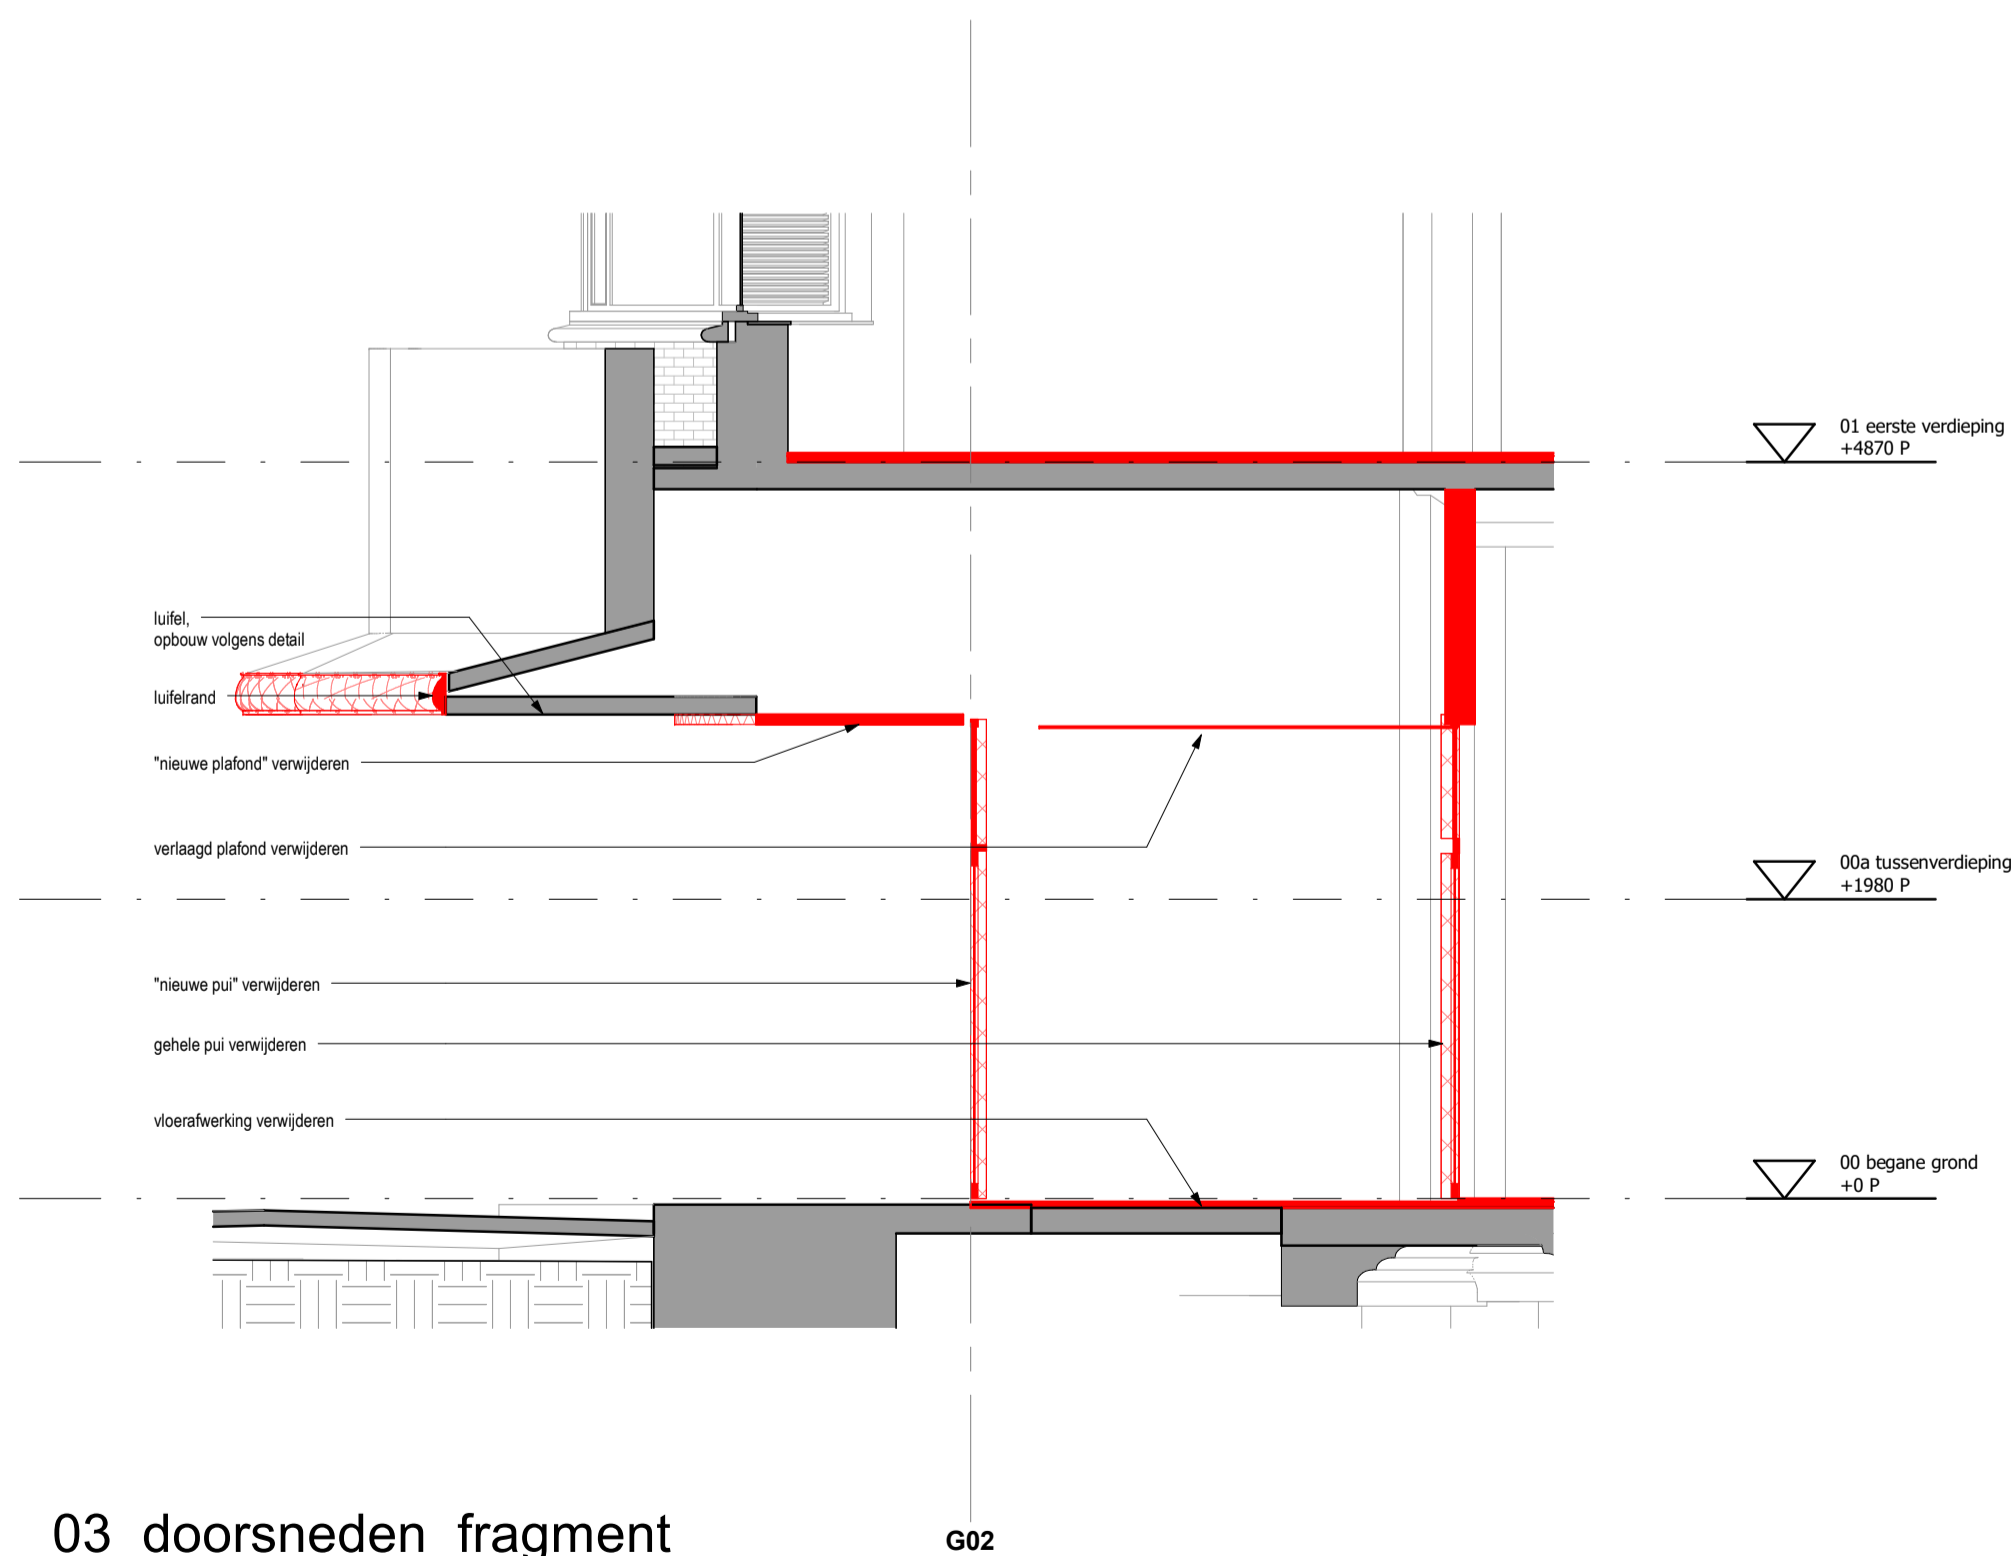 01 eerste verdieping
+4870 P
luifel,
opbouw volgens detail
luifelrand
"nieuwe plafond" verwijderen
verlaagd plafond verwijderen
00a tussenverdieping
+1980 P
"nieuwe pui" verwijderen
gehele pui verwijderen
vloerafwerking verwijderen
00 begane grond
+0 P
03 doorsneden fragment
G02